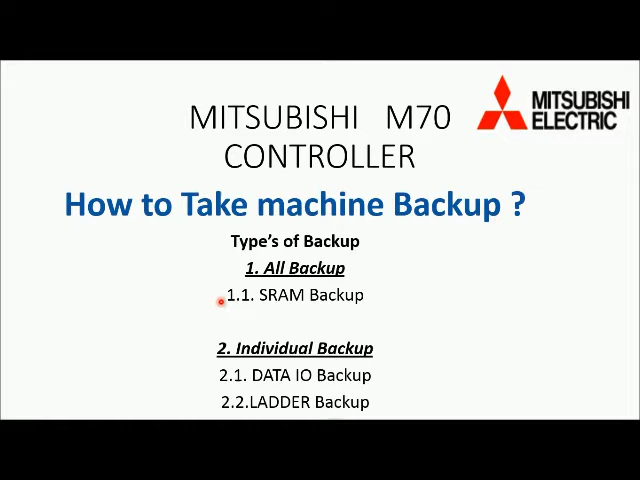 MITSUBISHI M70
CONTROLLER
MITSUBISHI
ELECTRIC
How to Take machine Backup ?
Type's of Backup
1. All Backup
1.1. SRAM Backup
2. Individual Backup
2.1. DATA IO Backup
2.2.LADDER Backup